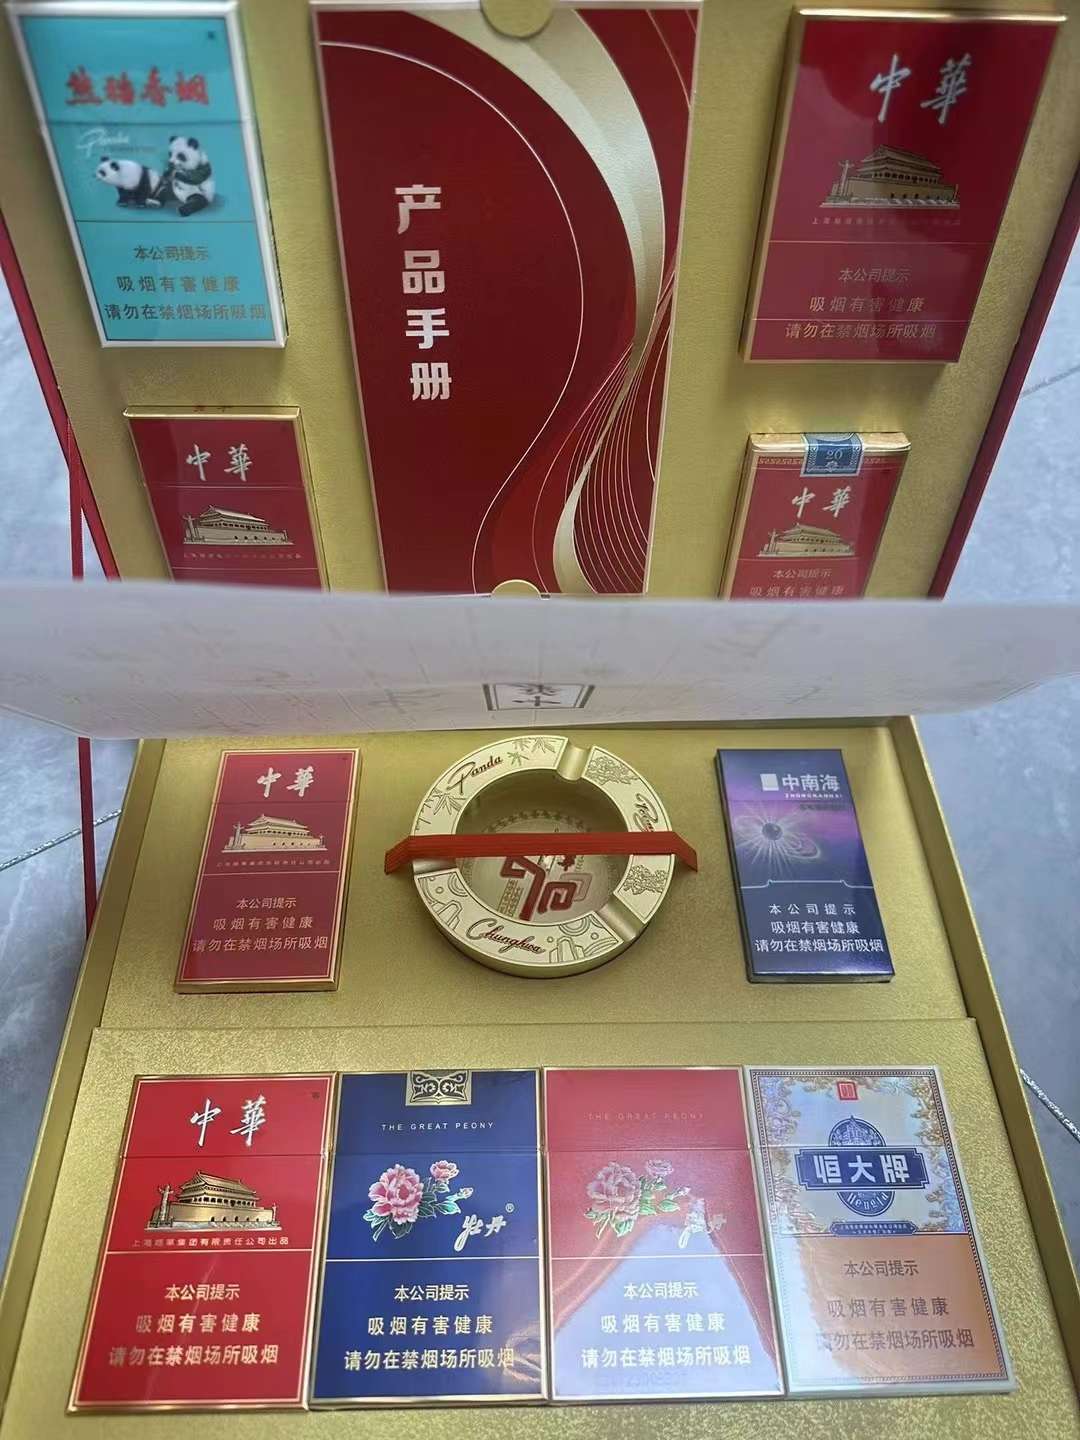 熊猫香烟
Panda
本公司提示
吸烟有害健康
请勿在禁烟场所吸烟
产品手册
中華
本公司提示
吸烟有害健康
请勿在禁烟场所吸烟
中華
20
中華
本公司提示
吸烟有害健康
中華
本公司提示
吸烟有害健康
请勿在禁烟场所吸烟
Panda
Chunghwa
中南海
ZHONGNANHAI
本公司提示
吸烟有害健康
请勿在禁烟场所吸烟
中華
上海烟草集团有限责任公司出品
本公司提示
吸烟有害健康
请勿在禁烟场所吸烟
THE GREAT PEONY
牡丹®
本公司提示
吸烟有害健康
请勿在禁烟场所吸烟
THE GREAT PEONY
牡丹
本公司提示
吸烟有害健康
请勿在禁烟场所吸烟
恒大牌
Hengta
本公司提示
吸烟有害健康
请勿在禁烟场所吸烟